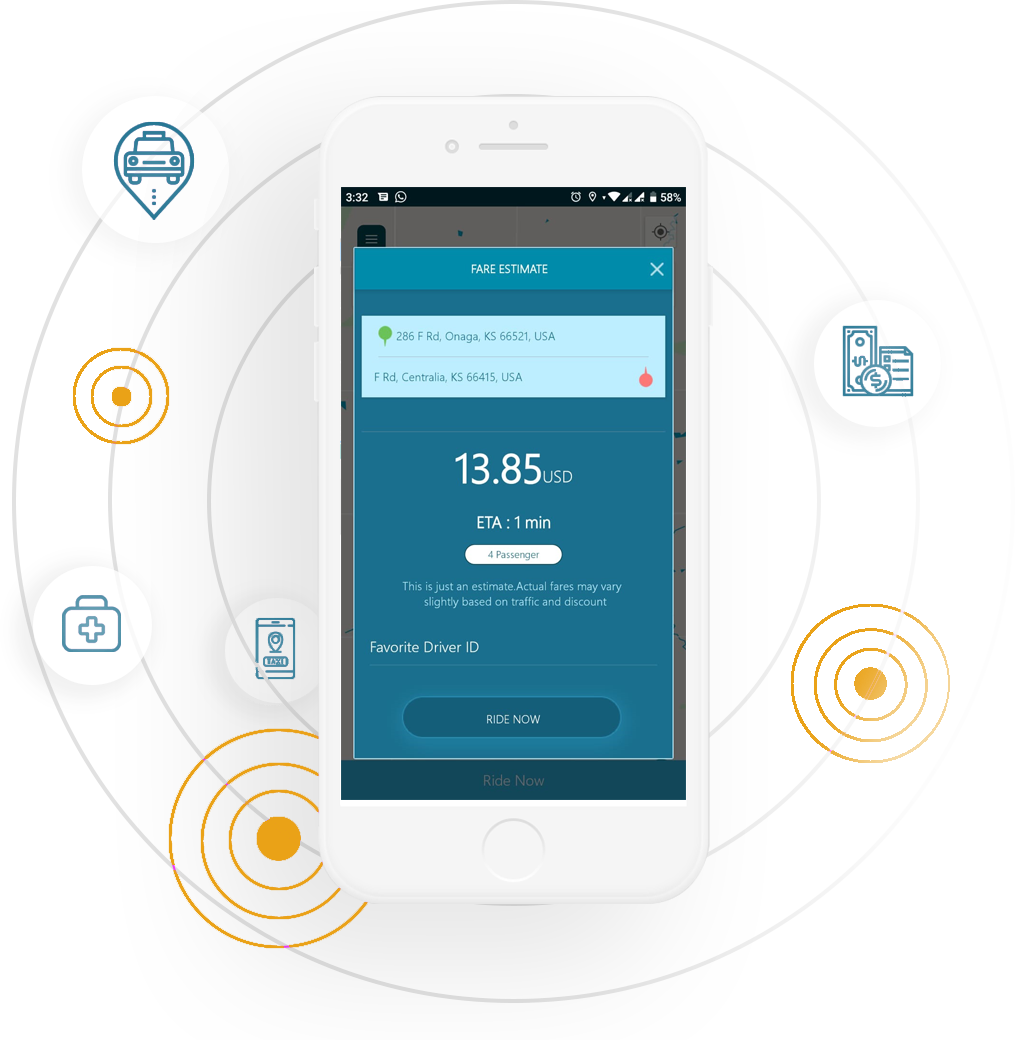 3:32
58%
FARE ESTIMATE
286 F Rd, Onaga, KS 66521, USA
F Rd, Centralia, KS 66415, USA
13.85USD
ETA : 1 min
4 Passenger
This is just an estimate.Actual fares may vary
slightly based on traffic and discount
Favorite Driver ID
RIDE NOW
Ride Now
TAXI